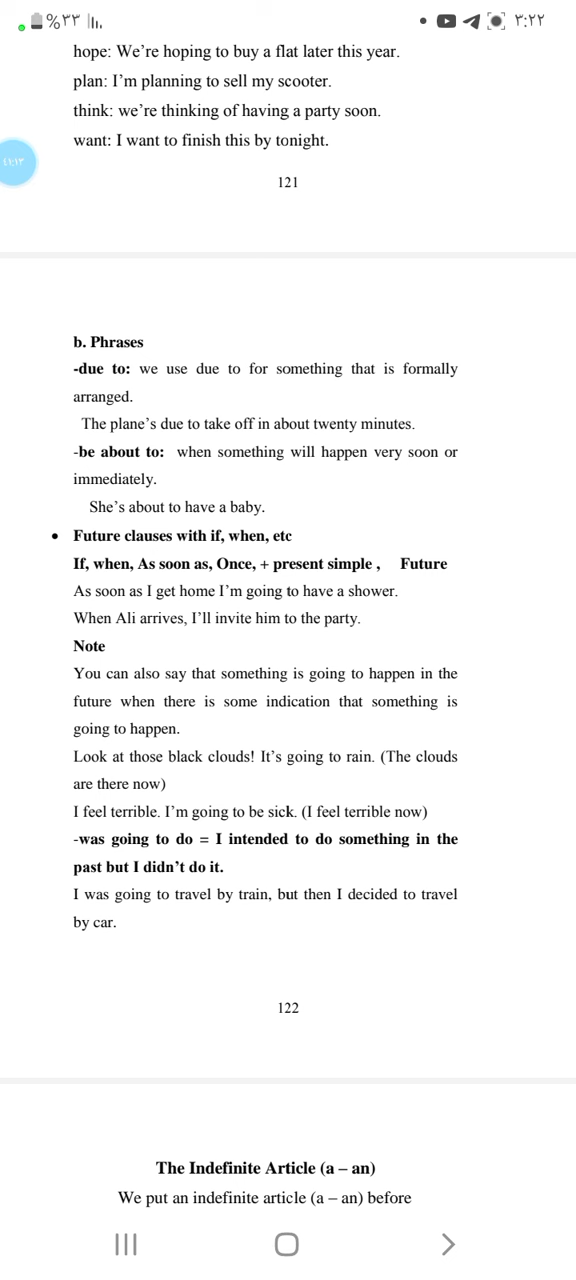 %٣٣
٣:٢٢
hope: We’re hoping to buy a flat later this year.
plan: I’m planning to sell my scooter.
think: we’re thinking of having a party soon.
want: I want to finish this by tonight.
121
b. Phrases
-due to: we use due to for something that is formally
arranged.
The plane’s due to take off in about twenty minutes.
-be about to: when something will happen very soon or
immediately.
She’s about to have a baby.
• Future clauses with if, when, etc
If, when, As soon as, Once, + present simple , Future
As soon as I get home I’m going to have a shower.
When Ali arrives, I’ll invite him to the party.
Note
You can also say that something is going to happen in the
future when there is some indication that something is
going to happen.
Look at those black clouds! It’s going to rain. (The clouds
are there now)
I feel terrible. I’m going to be sick. (I feel terrible now)
-was going to do = I intended to do something in the
past but I didn’t do it.
I was going to travel by train, but then I decided to travel
by car.
122
The Indefinite Article (a – an)
We put an indefinite article (a – an) before